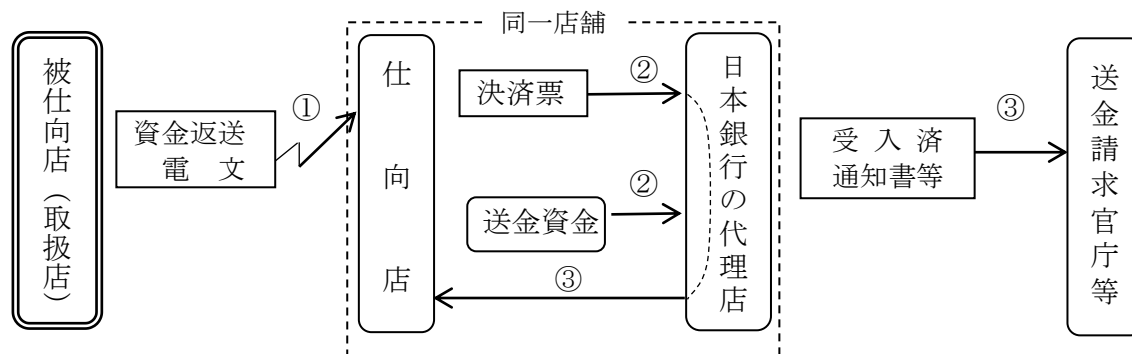 同一店舗
被仕向店（取扱店）
①
資金返送
電　文
仕向店
決済票
②
送金資金
②
③
日本銀行の代理店
受入済
通知書等
③
送金請求官庁等